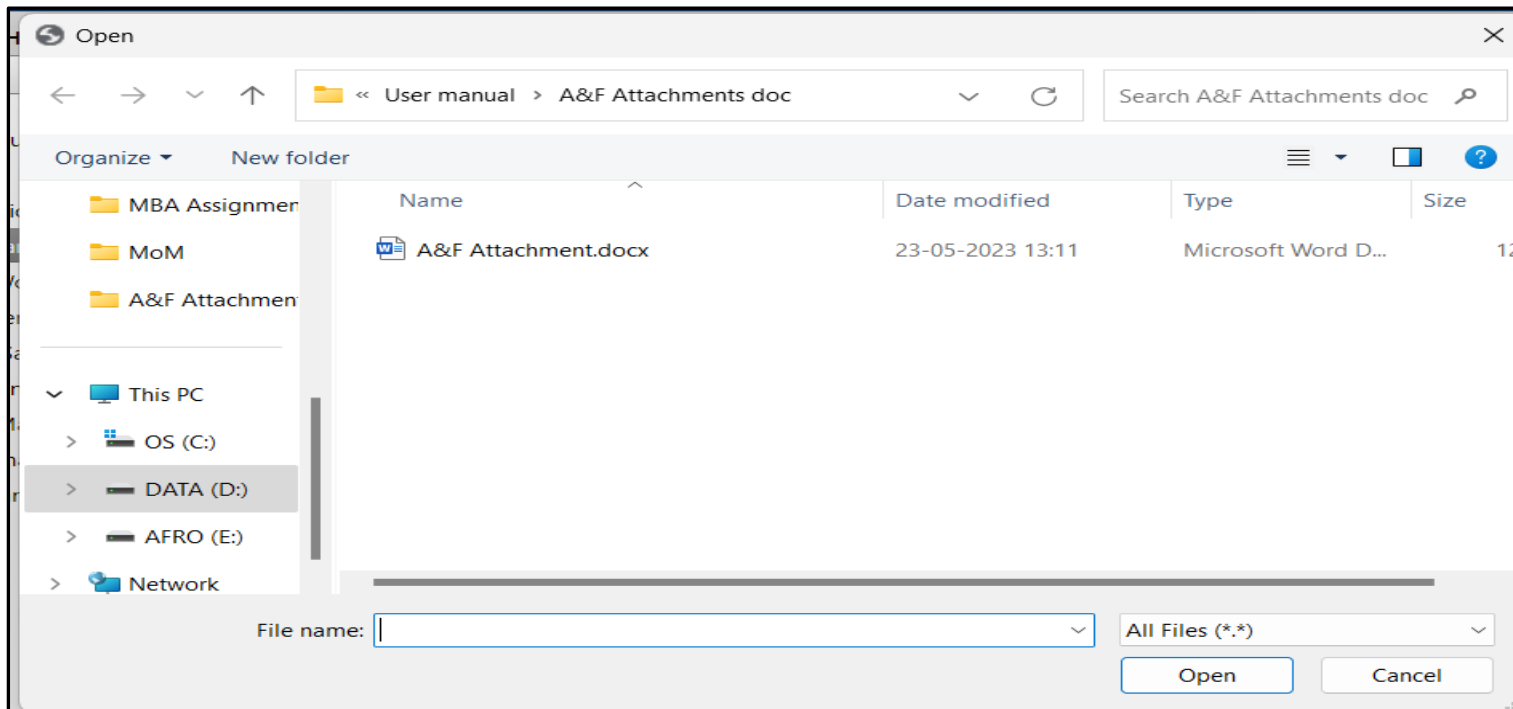 Open
« User manual > A&F Attachments doc
Search A&F Attachments doc
Organize
New folder
Name
Date modified
Type
Size
A&F Attachment.docx
23-05-2023 13:11
Microsoft Word D...
12
MBA Assignmen
MoM
A&F Attachmen
This PC
OS (C:)
DATA (D:)
AFRO (E:)
Network
File name:
All Files (*.*)
Open
Cancel